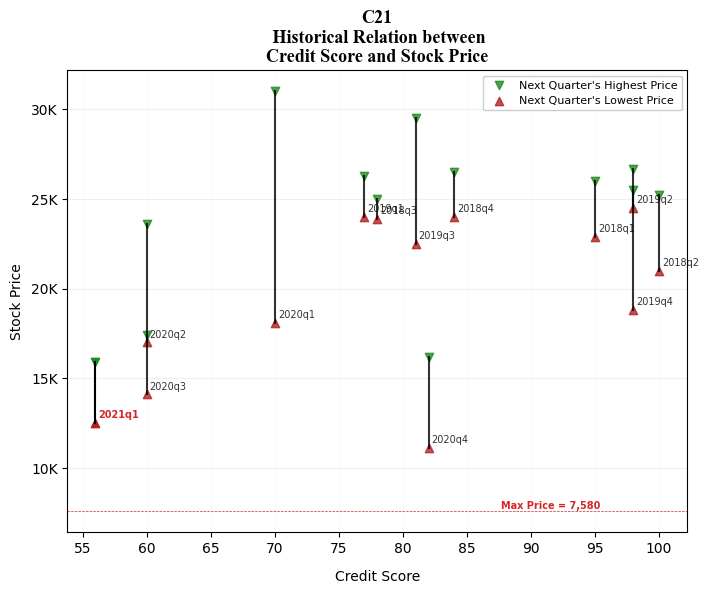 C21
Historical Relation between
Credit Score and Stock Price
Next Quarter's Highest Price
Next Quarter's Lowest Price
30K
25K
20K
15K
10K
Stock Price
2019q1
2018q3
2018q4
2019q3
2018q1
2019q2
2018q2
2019q4
2020q1
2020q2
2020q3
2021q1
2020q4
Max Price = 7,580
55 60 65 70 75 80 85 90 95 100
Credit Score